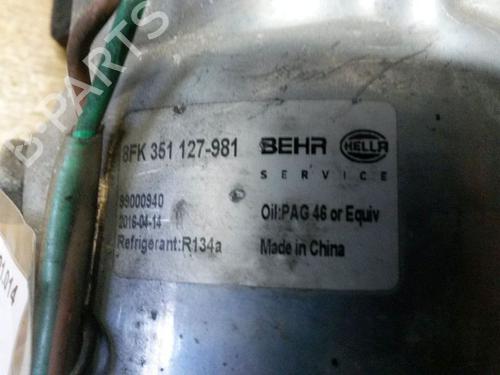 8FK 351 127-981
BEHR HELLA
SERVICE
99000940
2016-04-14
Oil:PAG 46 or Equiv
Refrigerant:R134a
Made in China
B-PARTS